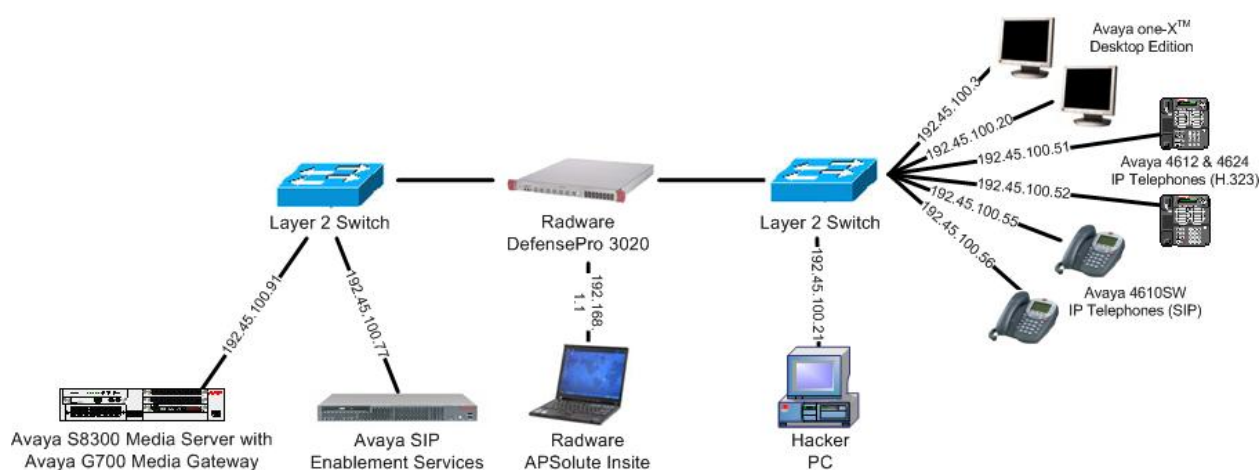 Avaya one-X™
Desktop Edition
192.45.100.3
192.45.100.20
192.45.100.51
Avaya 4612 & 4624
IP Telephones (H.323)
192.45.100.52
192.45.100.55
192.45.100.56
Avaya 4610SW
IP Telephones (SIP)
Layer 2 Switch
Radware
DefensePro 3020
Layer 2 Switch
192.45.100.91
192.45.100.77
192.168.
1.1
192.45.100.21
Avaya S8300 Media Server with
Avaya G700 Media Gateway
Avaya SIP
Enablement Services
Radware
APSolute Insite
Hacker
PC